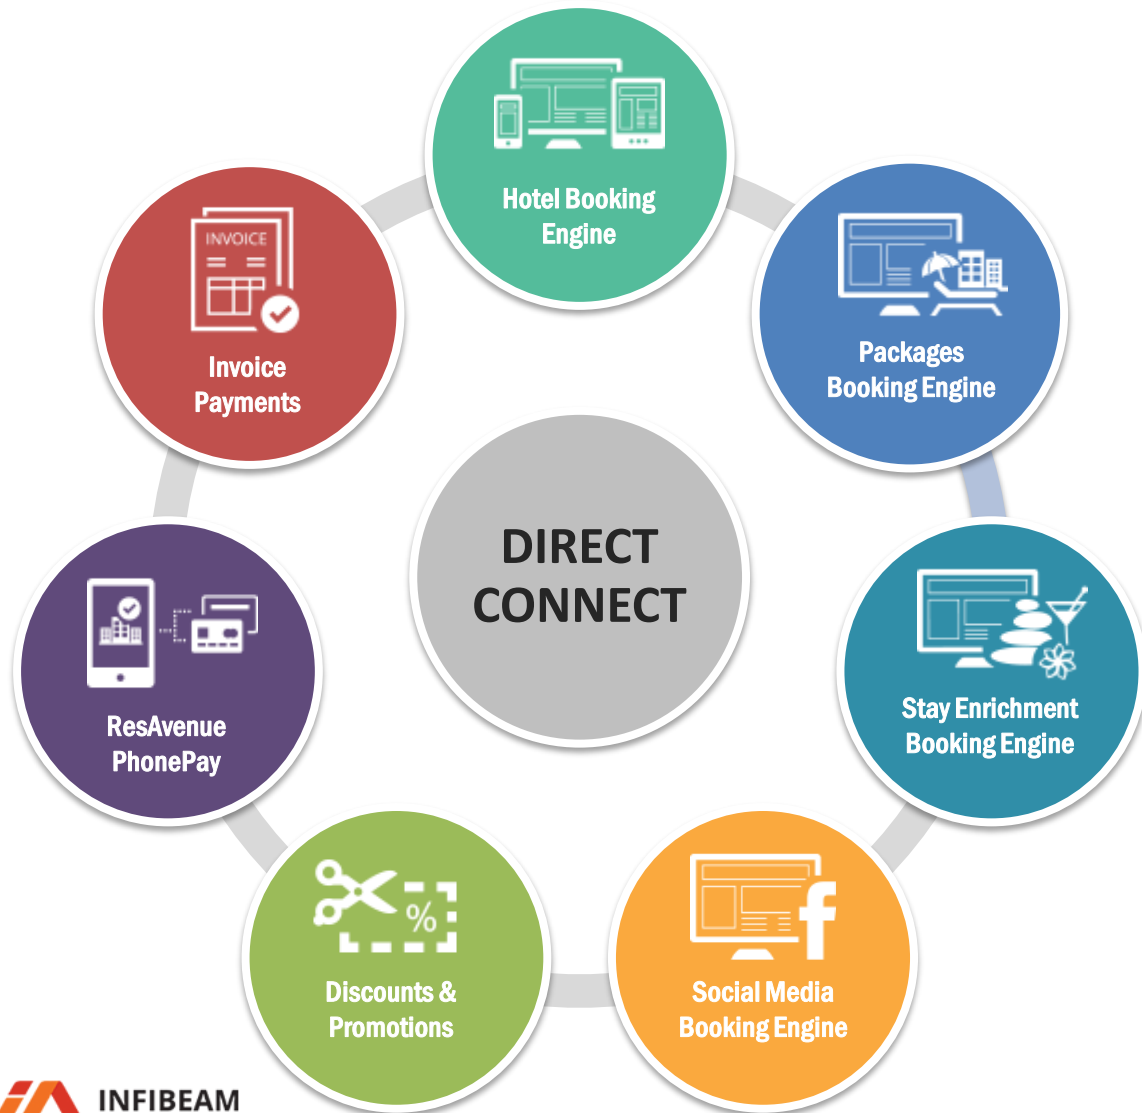 Hotel Booking
Engine
Packages
Booking Engine
Stay Enrichment
Booking Engine
Social Media
Booking Engine
Discounts &
Promotions
ResAvenue
PhonePay
INVOICE
Invoice
Payments
DIRECT
CONNECT
%
f
INFIBEAM